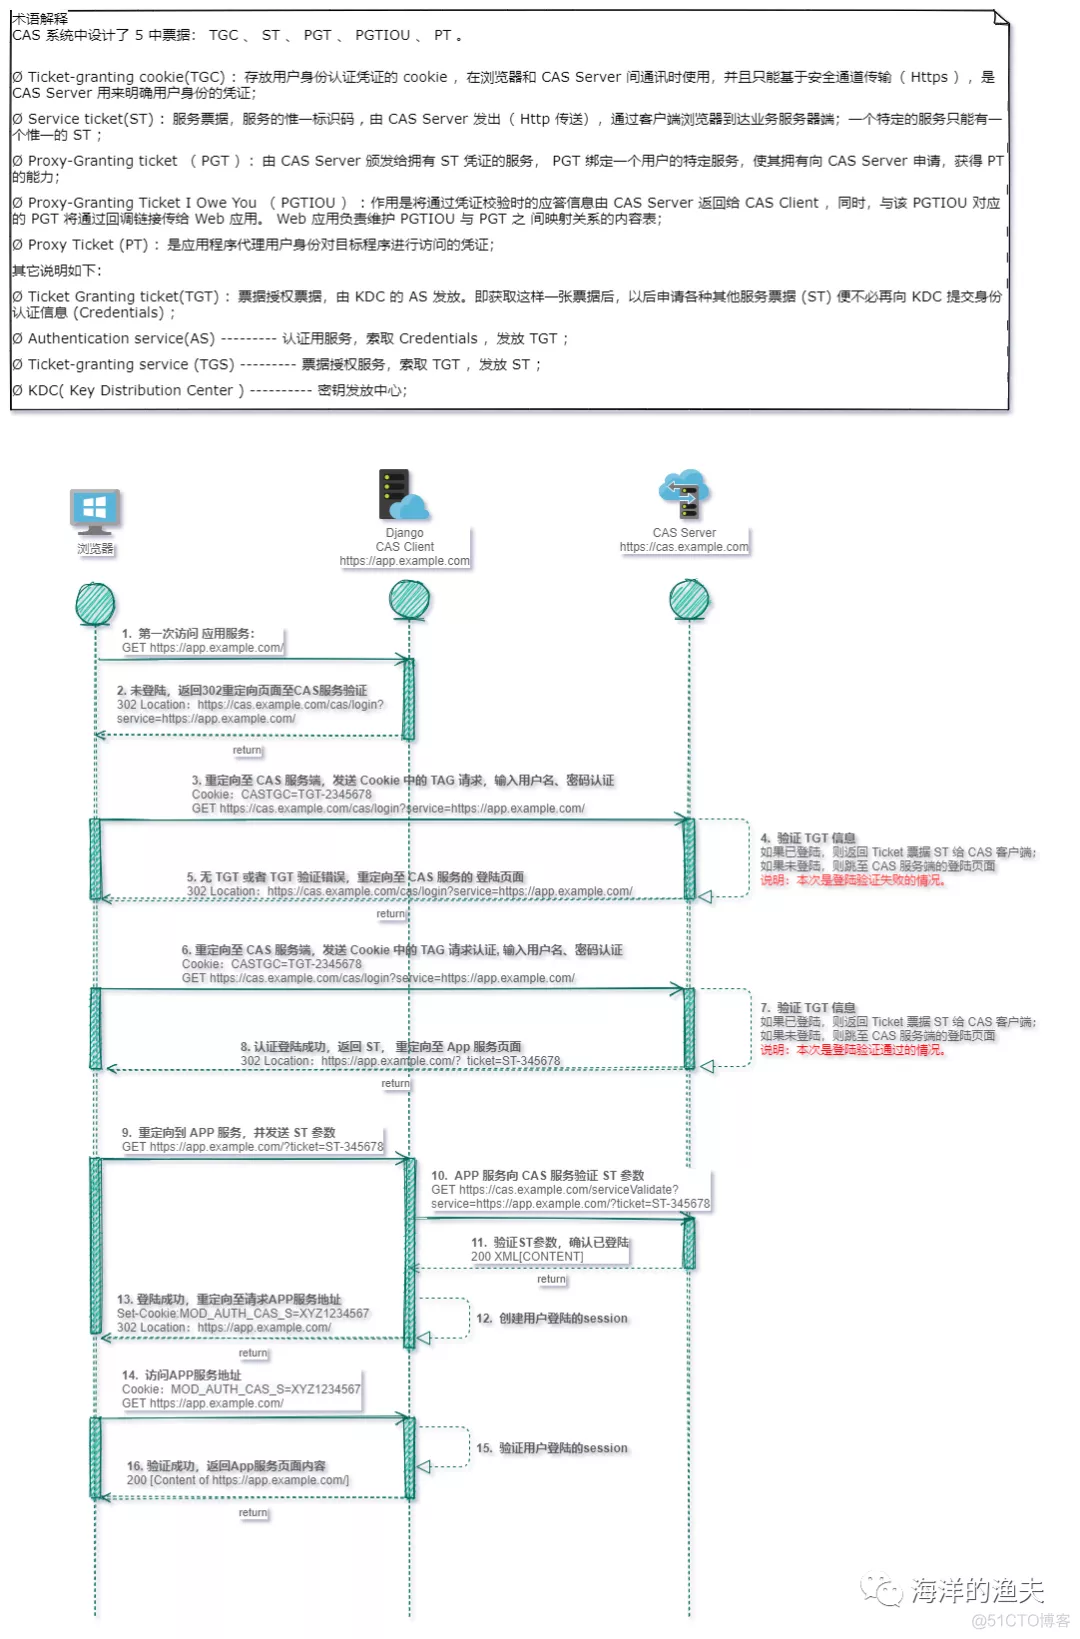 术语解释
CAS 系统中设计了 5 中票据： TGC 、 ST 、 PGT 、 PGTIOU 、 PT 。
Ø Ticket-granting cookie(TGC) ：存放用户身份认证凭证的 cookie ，在浏览器和 CAS Server 间通讯时使用，并且只能基于安全通道传输（ Https ），是
CAS Server 用来明确用户身份的凭证；
Ø Service ticket(ST) ：服务票据，服务的惟一标识码 , 由 CAS Server 发出（ Http 传送），通过客户端浏览器到达业务服务器端；一个特定的服务只能有一
个惟一的 ST ；
Ø Proxy-Granting ticket （ PGT ）：由 CAS Server 颁发给拥有 ST 凭证的服务， PGT 绑定一个用户的特定服务，使其拥有向 CAS Server 申请，获得 PT
的能力；
Ø Proxy-Granting Ticket I Owe You （ PGTIOU ） ：作用是将通过凭证校验时的应答信息由 CAS Server 返回给 CAS Client ，同时，与该 PGTIOU 对应
的 PGT 将通过回调链接传给 Web 应用。 Web 应用负责维护 PGTIOU 与 PGT 之 间映射关系的内容表；
Ø Proxy Ticket (PT) ：是应用程序代理用户身份对目标程序进行访问的凭证；
其它说明如下：
Ø Ticket Granting ticket(TGT) ：票据授权票据，由 KDC 的 AS 发放。即获取这样一张票据后，以后申请各种其他服务票据 (ST) 便不必再向 KDC 提交身份
认证信息 (Credentials) ；
Ø Authentication service(AS) --------- 认证用服务，索取 Credentials ，发放 TGT ；
Ø Ticket-granting service (TGS) --------- 票据授权服务，索取 TGT ，发放 ST ；
Ø KDC( Key Distribution Center ) ---------- 密钥发放中心；
浏览器
Django
CAS Client
https://app.example.com
CAS Server
https://cas.example.com
1. 第一次访问 应用服务：
GET https://app.example.com/
2. 未登陆，返回302重定向页面至CAS服务验证
302 Location：https://cas.example.com/cas/login?
service=https://app.example.com/
return
3. 重定向至 CAS 服务端，发送 Cookie 中的 TAG 请求，输入用户名、密码认证
Cookie：CASTGC=TGT-2345678
GET https://cas.example.com/cas/login?service=https://app.example.com/
4. 验证 TGT 信息
如果已登陆，则返回 Ticket 票据 ST 给 CAS 客户端；
如果未登陆，则跳至 CAS 服务端的登陆页面
说明：本次是登陆验证失败的情况。
5. 无 TGT 或者 TGT 验证错误，重定向至 CAS 服务的 登陆页面
302 Location：https://cas.example.com/cas/login?service=https://app.example.com/
return
6. 重定向至 CAS 服务端，发送 Cookie 中的 TAG 请求认证, 输入用户名、密码认证
Cookie：CASTGC=TGT-2345678
GET https://cas.example.com/cas/login?service=https://app.example.com/
7. 验证 TGT 信息
如果已登陆，则返回 Ticket 票据 ST 给 CAS 客户端；
如果未登陆，则跳至 CAS 服务端的登陆页面
说明：本次是登陆验证通过的情况。
8. 认证登陆成功，返回 ST， 重定向至 App 服务页面
302 Location：https://app.example.com/? ticket=ST-345678
return
9. 重定向到 APP 服务，并发送 ST 参数
GET https://app.example.com/?ticket=ST-345678
10. APP 服务向 CAS 服务验证 ST 参数
GET https://cas.example.com/serviceValidate?
service=https://app.example.com/?ticket=ST-345678
11. 验证ST参数，确认已登陆
200 XML[CONTENT]
return
12. 创建用户登陆的session
13. 登陆成功，重定向至请求APP服务地址
Set-Cookie:MOD_AUTH_CAS_S=XYZ1234567
302 Location：https://app.example.com/
return
14. 访问APP服务地址
Cookie：MOD_AUTH_CAS_S=XYZ1234567
GET https://app.example.com/
15. 验证用户登陆的session
16. 验证成功，返回App服务页面内容
200 [Content of https://app.example.com/]
return
海洋的渔夫
@51CTO博客